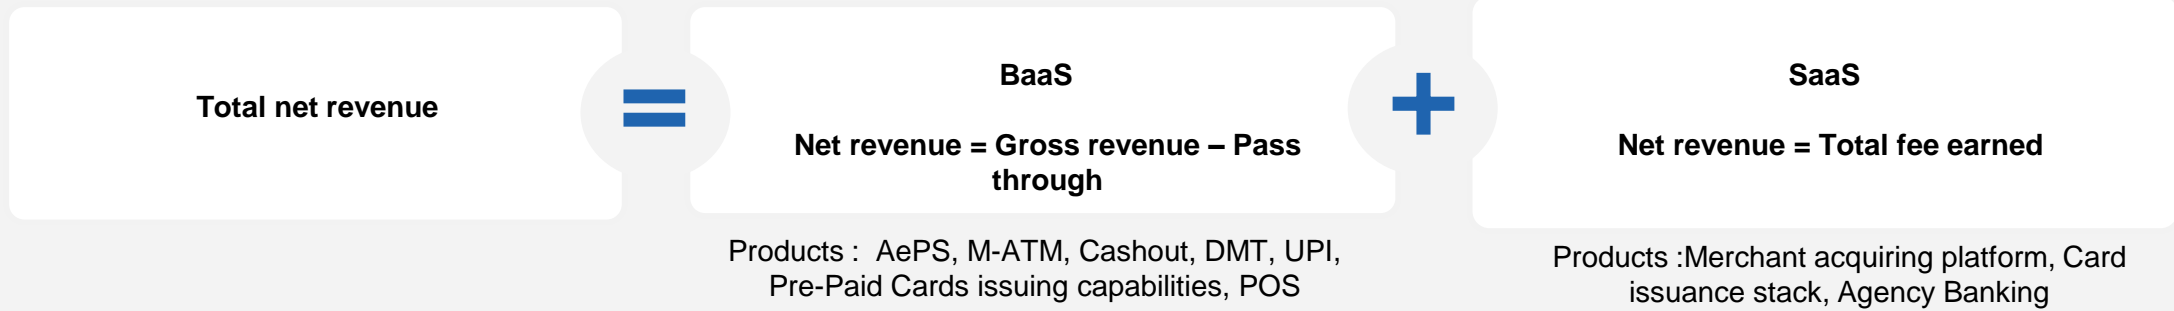 Total net revenue
=
BaaS
Net revenue = Gross revenue – Pass
through
Products :  AePS, M-ATM, Cashout, DMT, UPI,
Pre-Paid Cards issuing capabilities, POS
+
SaaS
Net revenue = Total fee earned
Products :Merchant acquiring platform, Card
issuance stack, Agency Banking